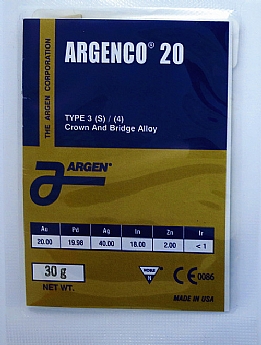 THE ARGEN CORPORATION
ARGENCO® 20
TYPE 3 (S) / (4)
Crown And Bridge Alloy
ARGEN®
Au Pd Ag In Zn Ir
20.00 19.98 40.00 18.00 2.00 < 1
30 g
NET WT.
NOBLE
N
CE 0086
MADE IN USA